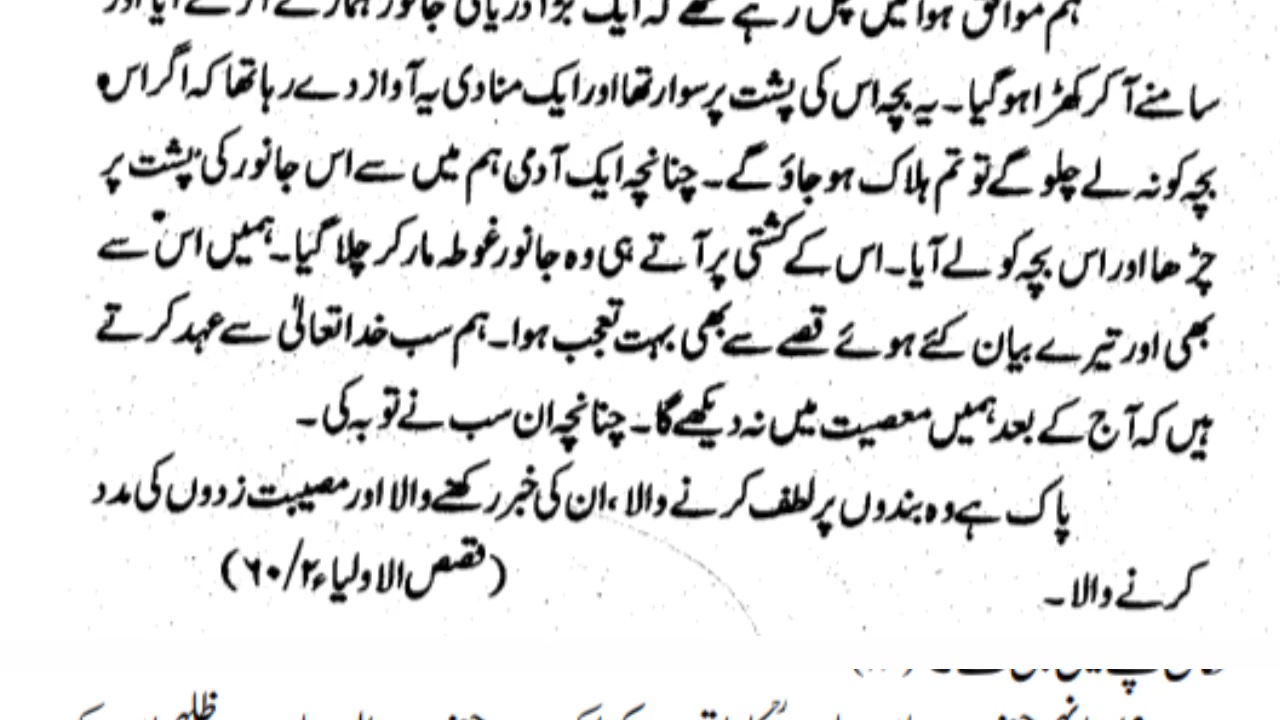 ہم موافق ہوا میں چل رہے تھے کہ ایک بڑا دریائی جانور ہمارے
سامنے آکر کھڑا ہوگیا۔ یہ بچہ اس کی پشت پر سوار تھا اور ایک منادی یہ آواز دے رہا تھا کہ اگر اس
بچہ کو نہ لے چلو گے تو تم ہلاک ہو جاؤ گے۔ چنانچہ ایک آدمی ہم میں سے اس جانور کی پشت پر
چڑھا اور اس بچہ کو لے آیا۔ اس کے کشتی پر آتے ہی وہ جانور غوطہ مار کر چلا گیا۔ ہمیں اس سے
بھی اور تیرے بیان کئے ہوئے قصے سے بھی بہت تعجب ہوا۔ ہم سب خدا تعالیٰ سے عہد کرتے
ہیں کہ آج کے بعد ہمیں معصیت میں نہ دیکھے گا۔ چنانچہ ان سب نے توبہ کی۔
پاک ہے وہ بندوں پر لطف کرنے والا، ان کی خبر رکھنے والا اور مصیبت زدوں کی مدد
کرنے والا۔ (قصص الاولیاء ۲/۶۰)